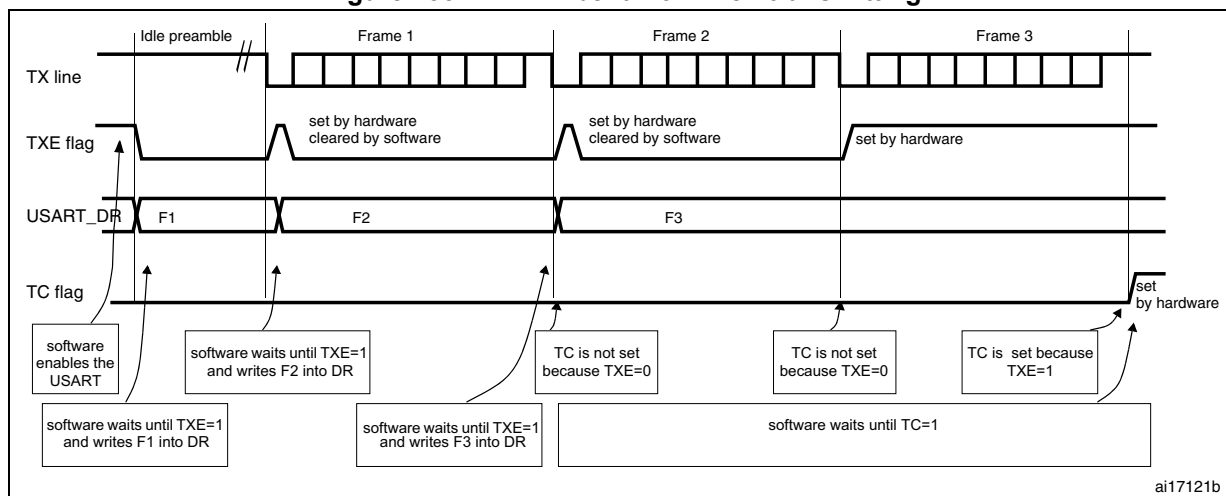 Idle preamble
Frame 1
Frame 2
Frame 3
TX line
TXE flag
set by hardware
cleared by software
set by hardware
cleared by software
set by hardware
USART_DR
F1
F2
F3
TC flag
set
by hardware
software
enables the
USART
software waits until TXE=1
and writes F2 into DR
TC is not set
because TXE=0
TC is not set
because TXE=0
TC is set because
TXE=1
software waits until TXE=1
and writes F1 into DR
software waits until TXE=1
and writes F3 into DR
software waits until TC=1
ai17121b